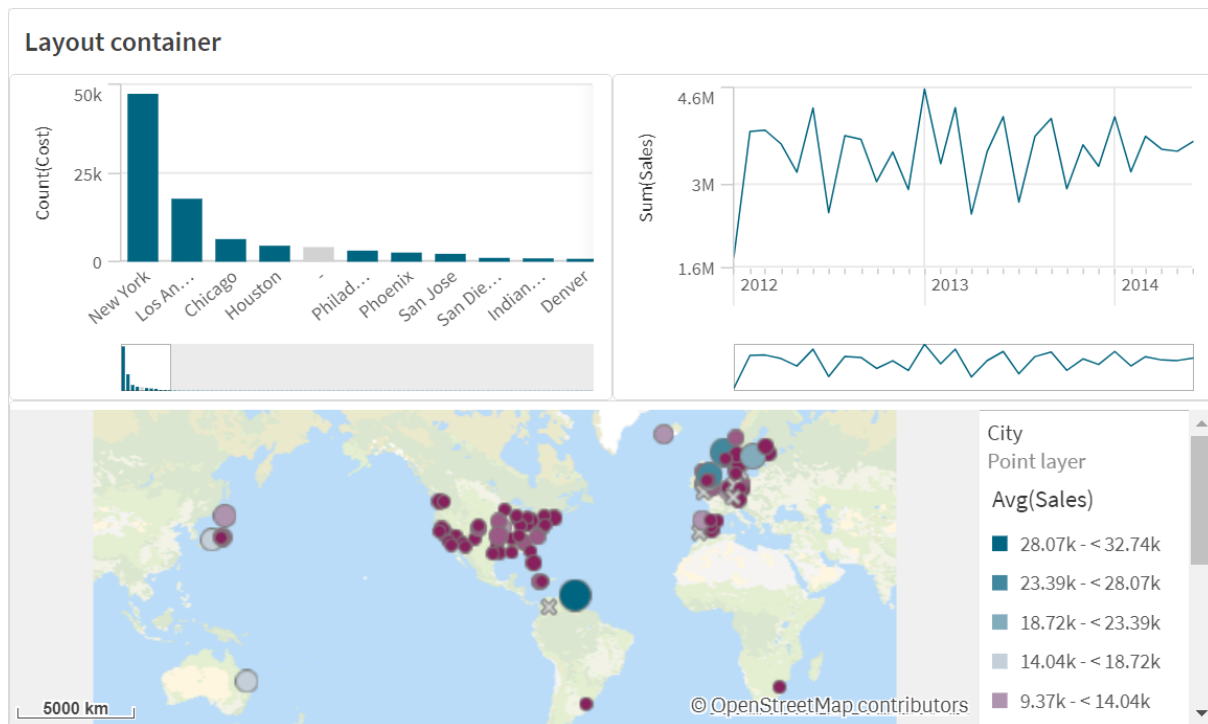 Layout container
Count(Cost)
50k
25k
0
New York
Los An...
Chicago
Houston
-
Philad...
Phoenix
San Jose
San Die...
Indian...
Denver
Sum(Sales)
4.6M
3M
1.6M
2012
2013
2014
5000 km
© OpenStreetMap contributors
City
Point layer
Avg(Sales)
28.07k - < 32.74k
23.39k - < 28.07k
18.72k - < 23.39k
14.04k - < 18.72k
9.37k - < 14.04k